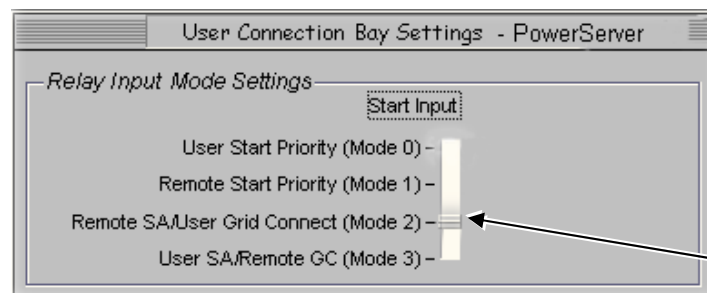 User Connection Bay Settings - PowerServer
Relay Input Mode Settings
Start Input
User Start Priority (Mode 0)
Remote Start Priority (Mode 1)
Remote SA/User Grid Connect (Mode 2)
User SA/Remote GC (Mode 3)